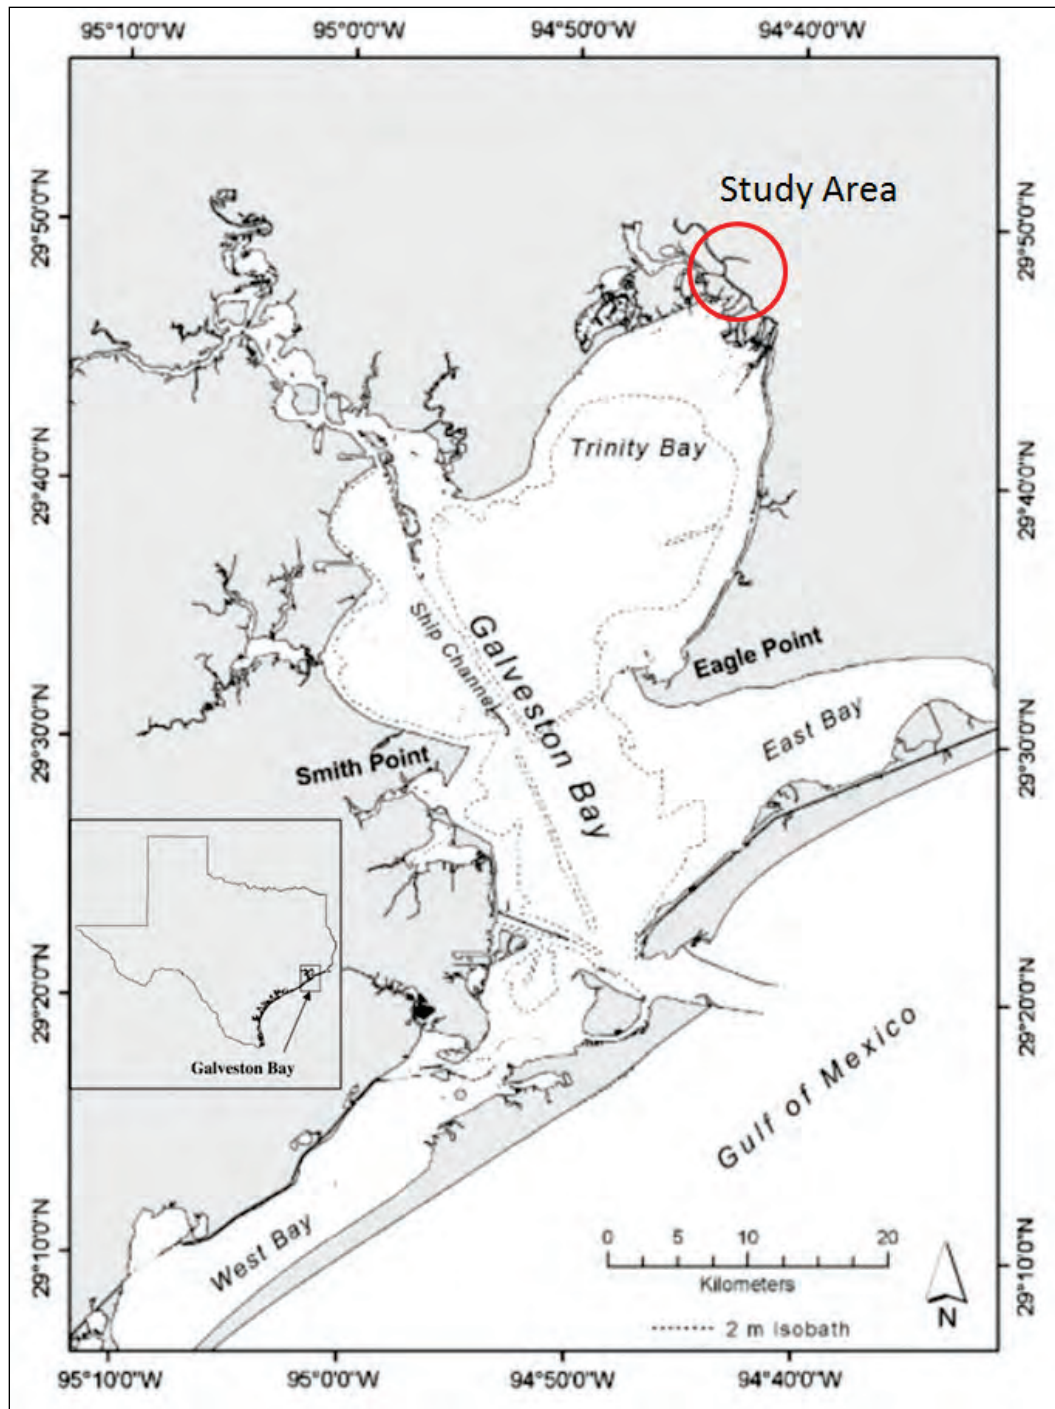 95°10'0"W 95°0'0"W 94°50'0"W 94°40'0"W
29°50'0"N
29°40'0"N
29°30'0"N
29°20'0"N
29°10'0"N
Study Area
Trinity Bay
Ship Channel
Galveston Bay
Eagle Point
East Bay
Smith Point
Galveston Bay
Gulf of Mexico
West Bay
0 5 10 20
Kilometers
2 m Isobath
N
29°50'0"N
29°40'0"N
29°30'0"N
29°20'0"N
29°10'0"N
95°10'0"W 95°0'0"W 94°50'0"W 94°40'0"W